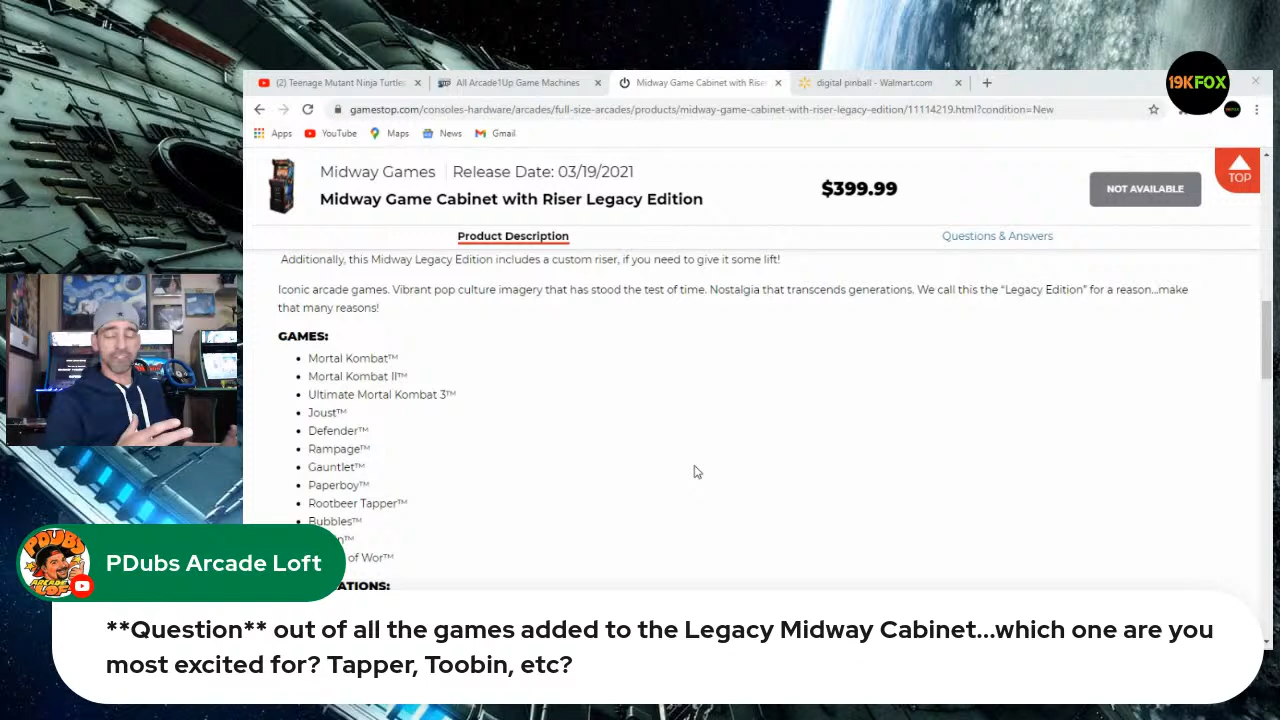 (2) Teenage Mutant Ninja Turtles
All Arcade1Up Game Machines
Midway Game Cabinet with Riser
digital pinball - Walmart.com
19KFOX
gamestop.com/consoles-hardware/arcades/full-size-arcades/products/midway-game-cabinet-with-riser-legacy-edition/11114219.html?condition=New
Apps YouTube Maps News Gmail
Midway Games Release Date: 03/19/2021
Midway Game Cabinet with Riser Legacy Edition
$399.99
NOT AVAILABLE
TOP
Product Description
Questions & Answers
Additionally, this Midway Legacy Edition includes a custom riser, if you need to give it some lift!
Iconic arcade games. Vibrant pop culture imagery that has stood the test of time. Nostalgia that transcends generations. We call this the “Legacy Edition” for a reason...make
that many reasons!
GAMES:
Mortal Kombat™
Mortal Kombat II™
Ultimate Mortal Kombat 3™
Joust™
Defender™
Rampage™
Gauntlet™
Paperboy™
Rootbeer Tapper™
Bubbles™
of Wor™
PDUBS ARCADE LOFT
PDubs Arcade Loft
**Question** out of all the games added to the Legacy Midway Cabinet...which one are you
most excited for? Tapper, Toobin, etc?